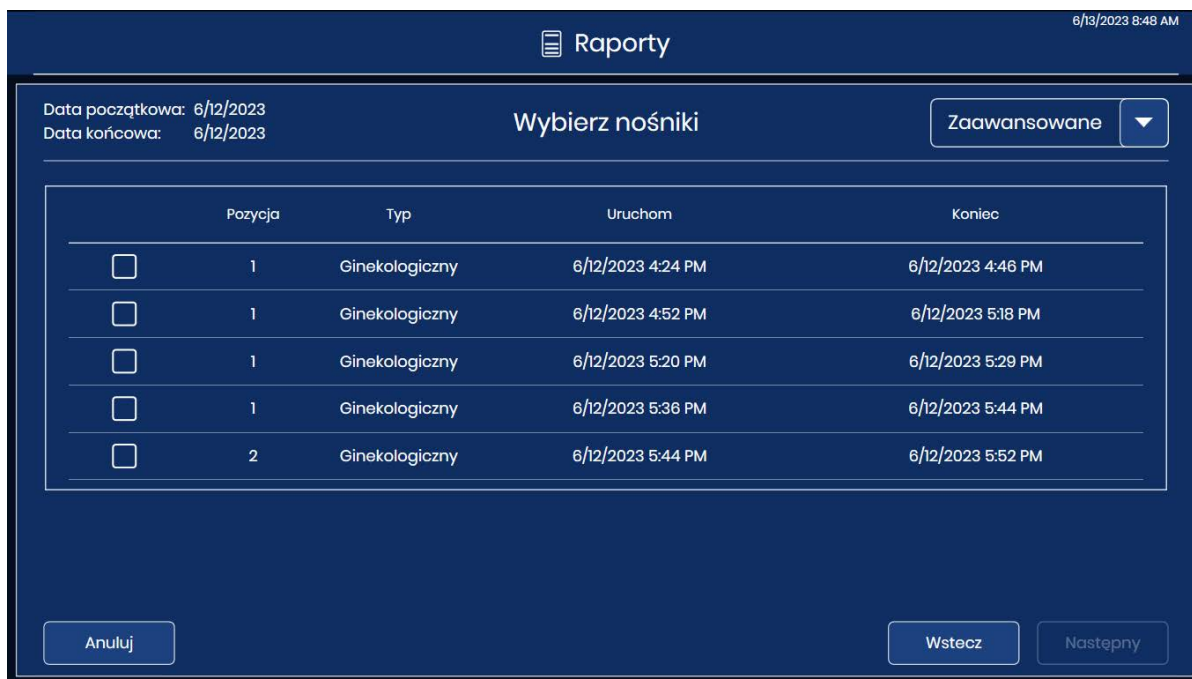 6/13/2023 8:48 AM
Raporty
Data początkowa: 6/12/2023
Data końcowa: 6/12/2023
Wybierz nośniki
Zaawansowane
Pozycja Typ Uruchom Koniec
1 Ginekologiczny 6/12/2023 4:24 PM 6/12/2023 4:46 PM
1 Ginekologiczny 6/12/2023 4:52 PM 6/12/2023 5:18 PM
1 Ginekologiczny 6/12/2023 5:20 PM 6/12/2023 5:29 PM
1 Ginekologiczny 6/12/2023 5:36 PM 6/12/2023 5:44 PM
2 Ginekologiczny 6/12/2023 5:44 PM 6/12/2023 5:52 PM
Anuluj Wstecz Następny